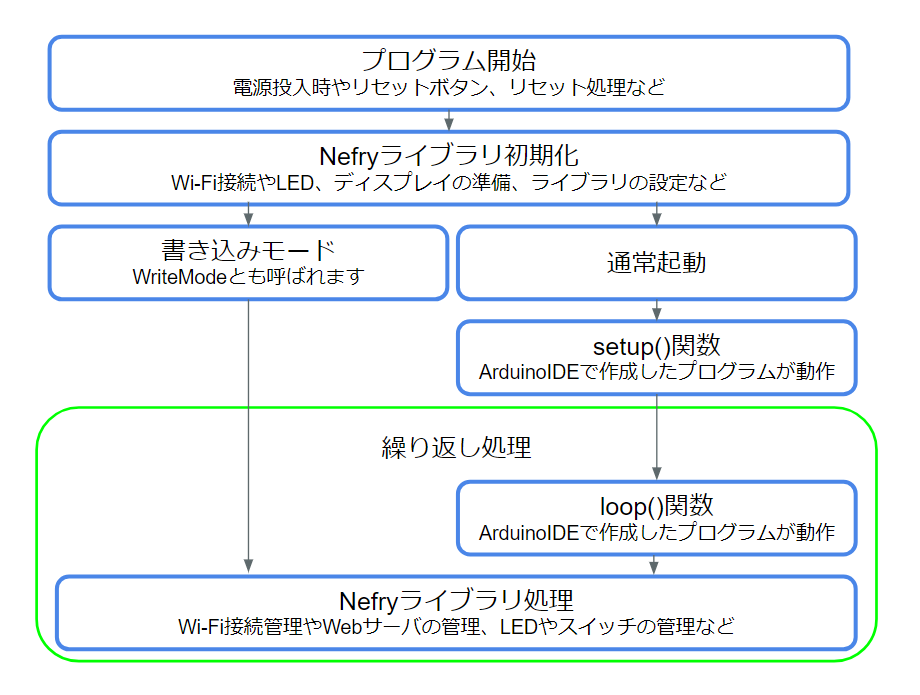 プログラム開始
電源投入時やリセットボタン、リセット処理など
Nefryライブラリ初期化
Wi-Fi接続やLED、ディスプレイの準備、ライブラリの設定など
書き込みモード
WriteModeとも呼ばれます
通常起動
setup()関数
ArduinoIDEで作成したプログラムが動作
繰り返し処理
loop()関数
ArduinoIDEで作成したプログラムが動作
Nefryライブラリ処理
Wi-Fi接続管理やWebサーバの管理、LEDやスイッチの管理など